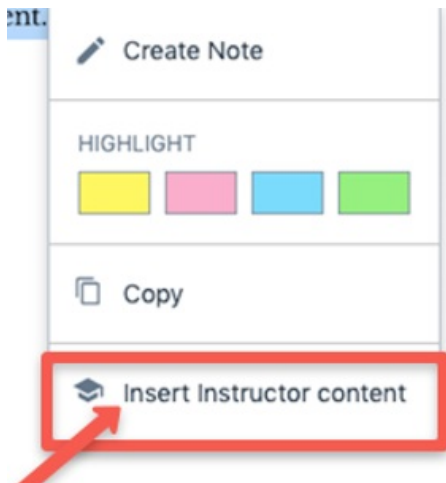 ent.
Create Note
HIGHLIGHT
Copy
Insert Instructor content